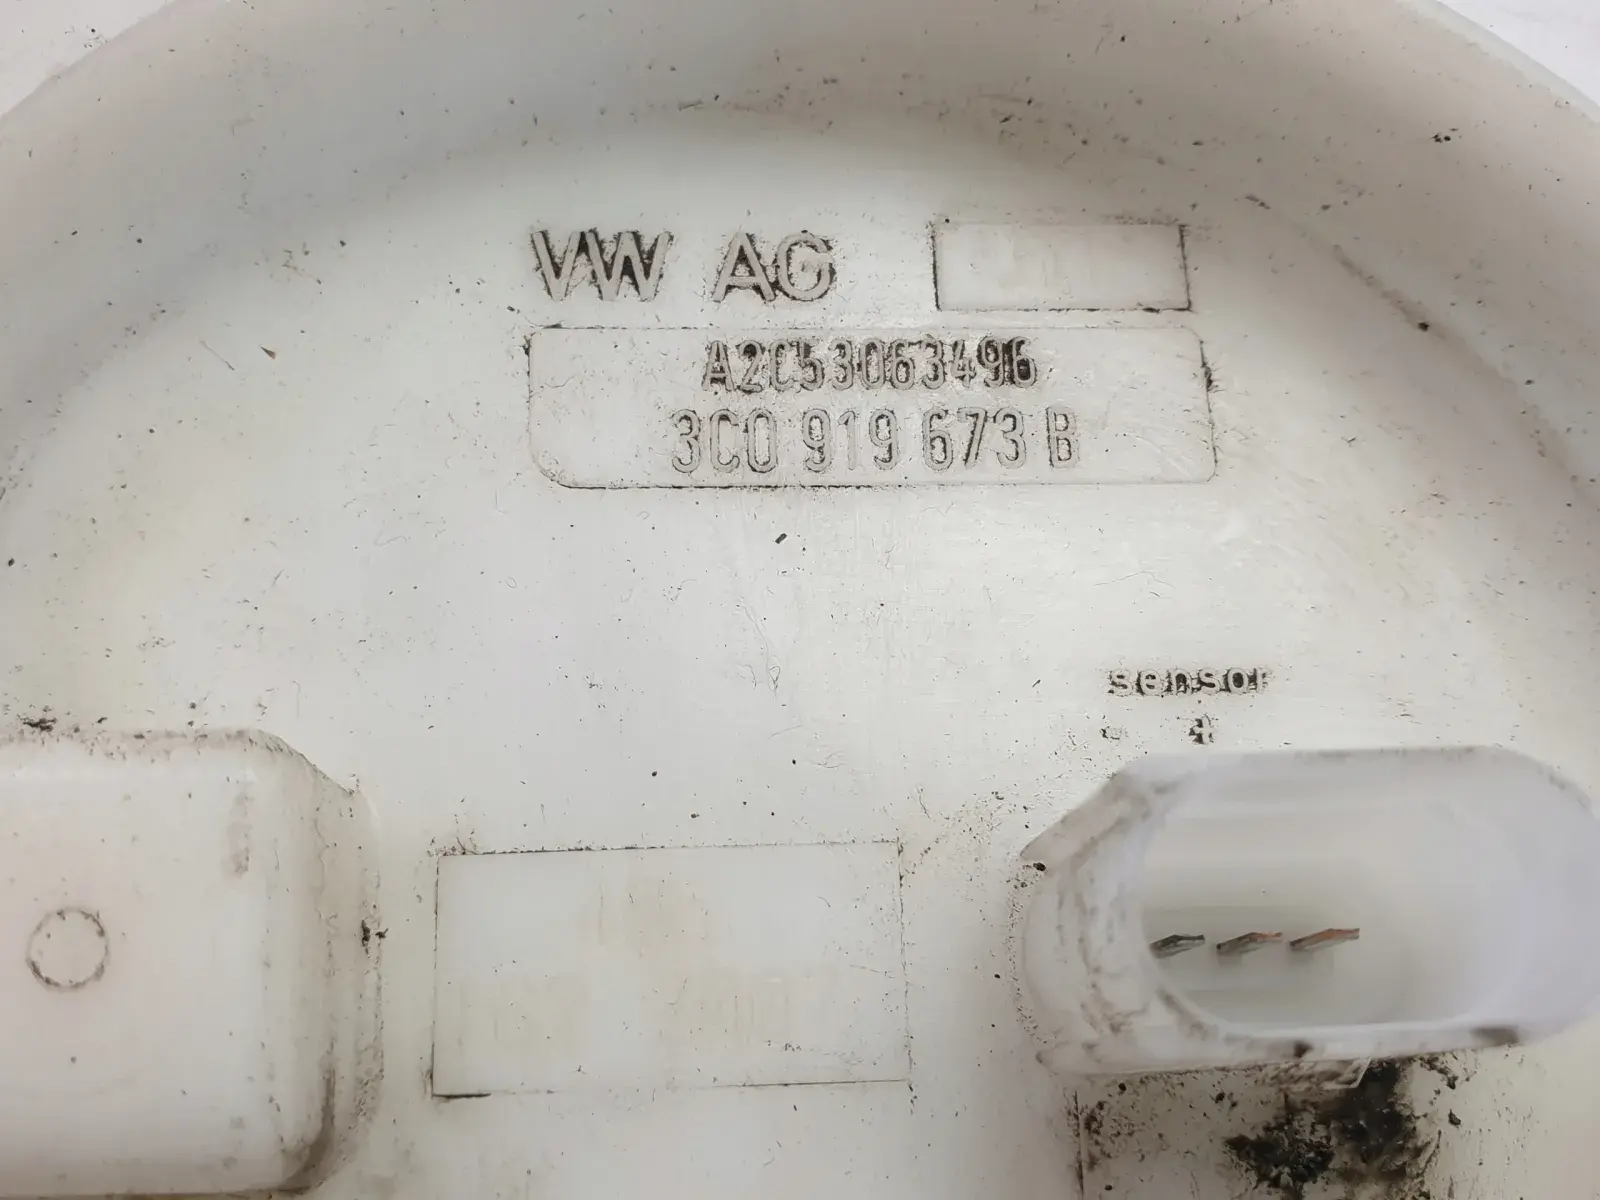 VW AG
A2C53063496
3C0 919 673 B
sensor
- +